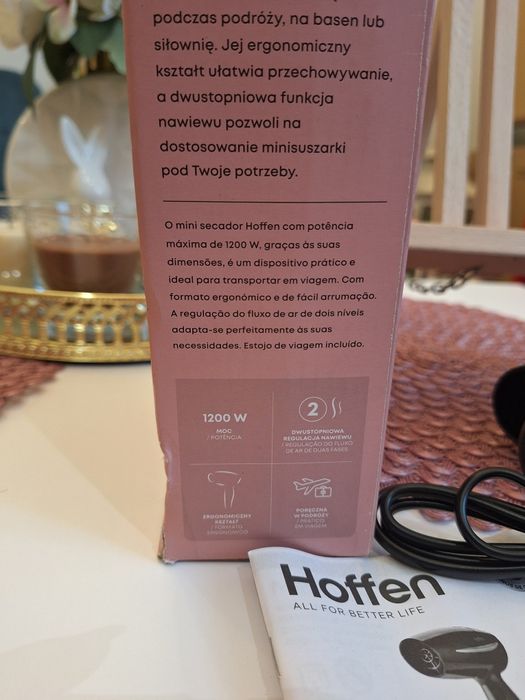 podczas podróży, na basen lub
siłownię. Jej ergonomiczny
kształt ułatwia przechowywanie,
a dwustopniowa funkcja
nawiewu pozwoli na
dostosowanie minisuszarki
pod Twoje potrzeby.
O mini secador Hoffen com potência
máxima de 1200 W, graças às suas
dimensões, é um dispositivo prático e
ideal para transportar em viagem. Com
formato ergonómico e de fácil arrumação.
A regulação do fluxo de ar de dois níveis
adapta-se perfeitamente às suas
necessidades. Estojo de viagem incluído.
1200 W
MOC
/ POTÊNCIA
2
DWUSTOPNIOWA
REGULACJA NAWIEWU
/ REGULAÇÃO DO FLUXO
DE AR DE DUAS FASES
ERGONOMICZNY
KSZTAŁT
/ FORMATO
ERGONÓMICO
PORĘCZNA
W PODRÓŻY
/ PRÁTICO
EM VIAGEM
Hoffen
ALL FOR BETTER LIFE